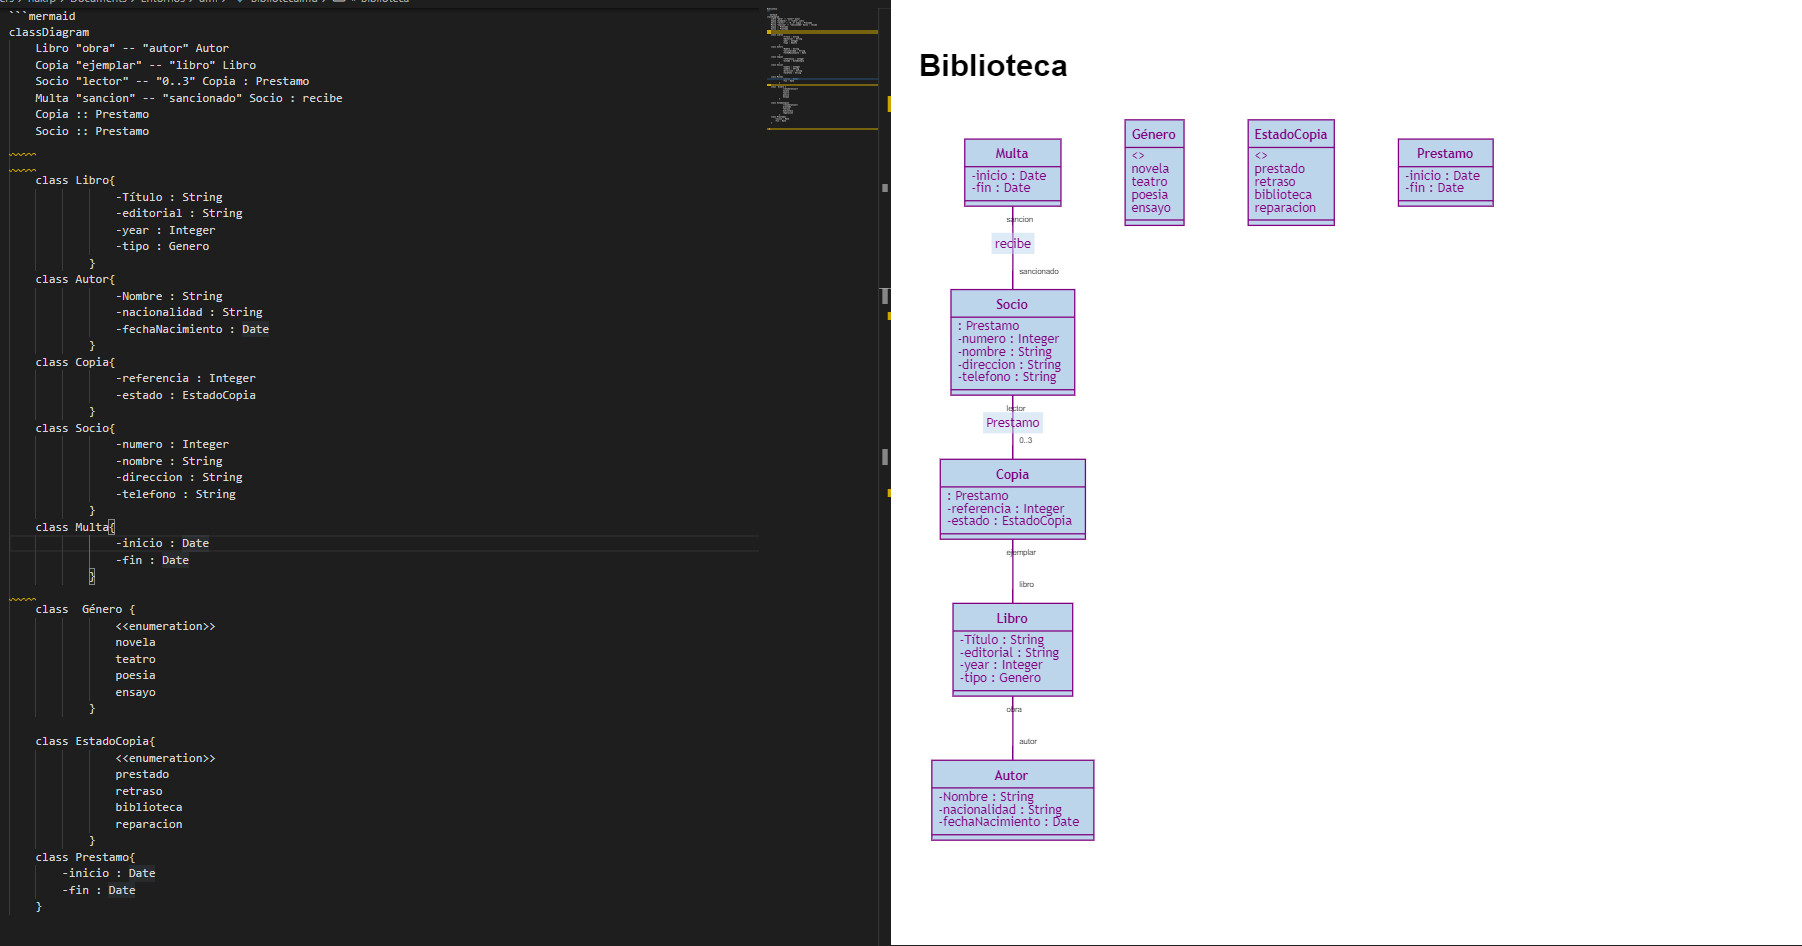 ```mermaid
classDiagram
Libro "obra" -- "autor" Autor
Copia "ejemplar" -- "libro" Libro
Socio "lector" -- "0..3" Copia : Prestamo
Multa "sancion" -- "sancionado" Socio : recibe
Copia :: Prestamo
Socio :: Prestamo
class Libro{
-Título : String
-editorial : String
-year : Integer
-tipo : Genero
}
class Autor{
-Nombre : String
-nacionalidad : String
-fechaNacimiento : Date
}
class Copia{
-referencia : Integer
-estado : EstadoCopia
}
class Socio{
-numero : Integer
-nombre : String
-direccion : String
-telefono : String
}
class Multa{
-inicio : Date
-fin : Date
}
class  Género {
<<enumeration>>
novela
teatro
poesia
ensayo
}
class EstadoCopia{
<<enumeration>>
prestado
retraso
biblioteca
reparacion
}
class Prestamo{
-inicio : Date
-fin : Date
}
Biblioteca
Multa
-inicio : Date
-fin : Date
Género
<>
novela
teatro
poesia
ensayo
EstadoCopia
<>
prestado
retraso
biblioteca
reparacion
Prestamo
-inicio : Date
-fin : Date
sancion
recibe
sancionado
Socio
: Prestamo
-numero : Integer
-nombre : String
-direccion : String
-telefono : String
lector
Prestamo
0..3
Copia
: Prestamo
-referencia : Integer
-estado : EstadoCopia
ejemplar
libro
Libro
-Título : String
-editorial : String
-year : Integer
-tipo : Genero
obra
autor
Autor
-Nombre : String
-nacionalidad : String
-fechaNacimiento : Date